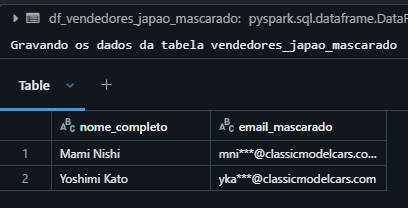 df_vendedores_japao_mascarado: pyspark.sql.dataframe.DataF
Gravando os dados da tabela vendedores_japao_mascarado
Table
nome_completo email_mascarado
1 Mami Nishi mni***@classicmodelcars.co...
2 Yoshimi Kato yka***@classicmodelcars.com